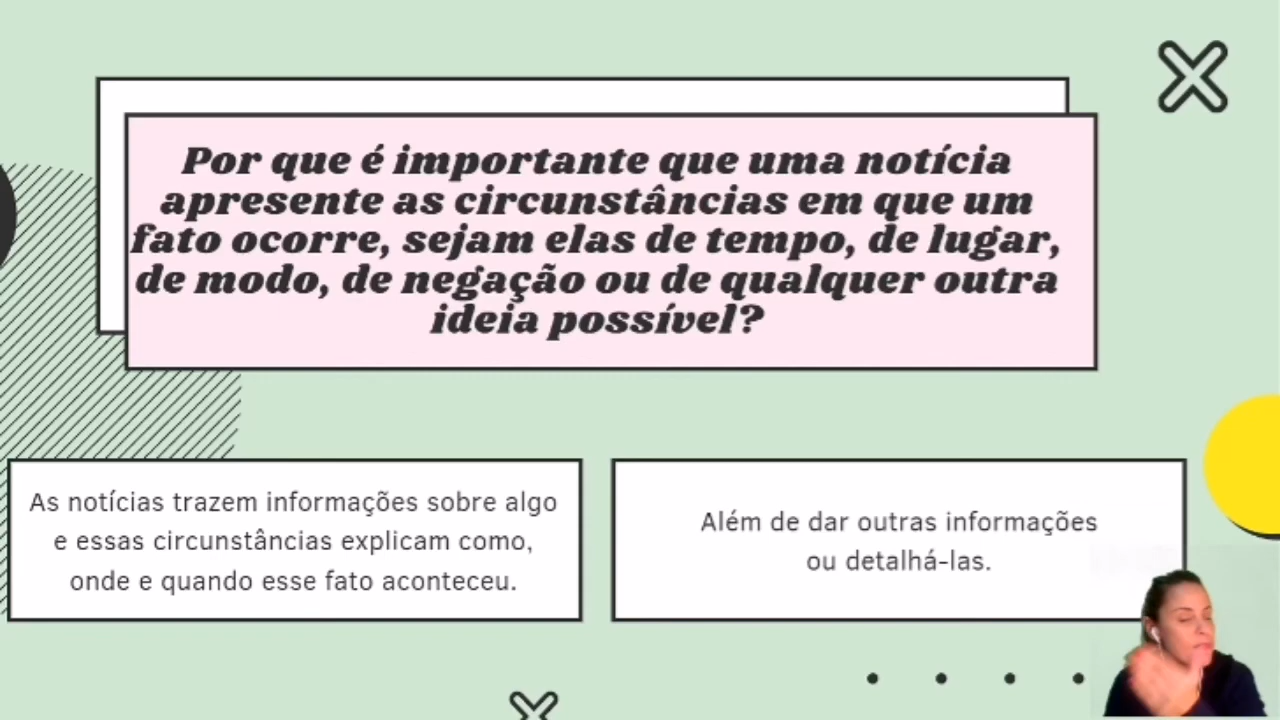 Por que é importante que uma notícia
apresente as circunstâncias em que um
fato ocorre, sejam elas de tempo, de lugar,
de modo, de negação ou de qualquer outra
ideia possível?
As notícias trazem informações sobre algo
e essas circunstâncias explicam como,
onde e quando esse fato aconteceu.
Além de dar outras informações
ou detalhá-las.